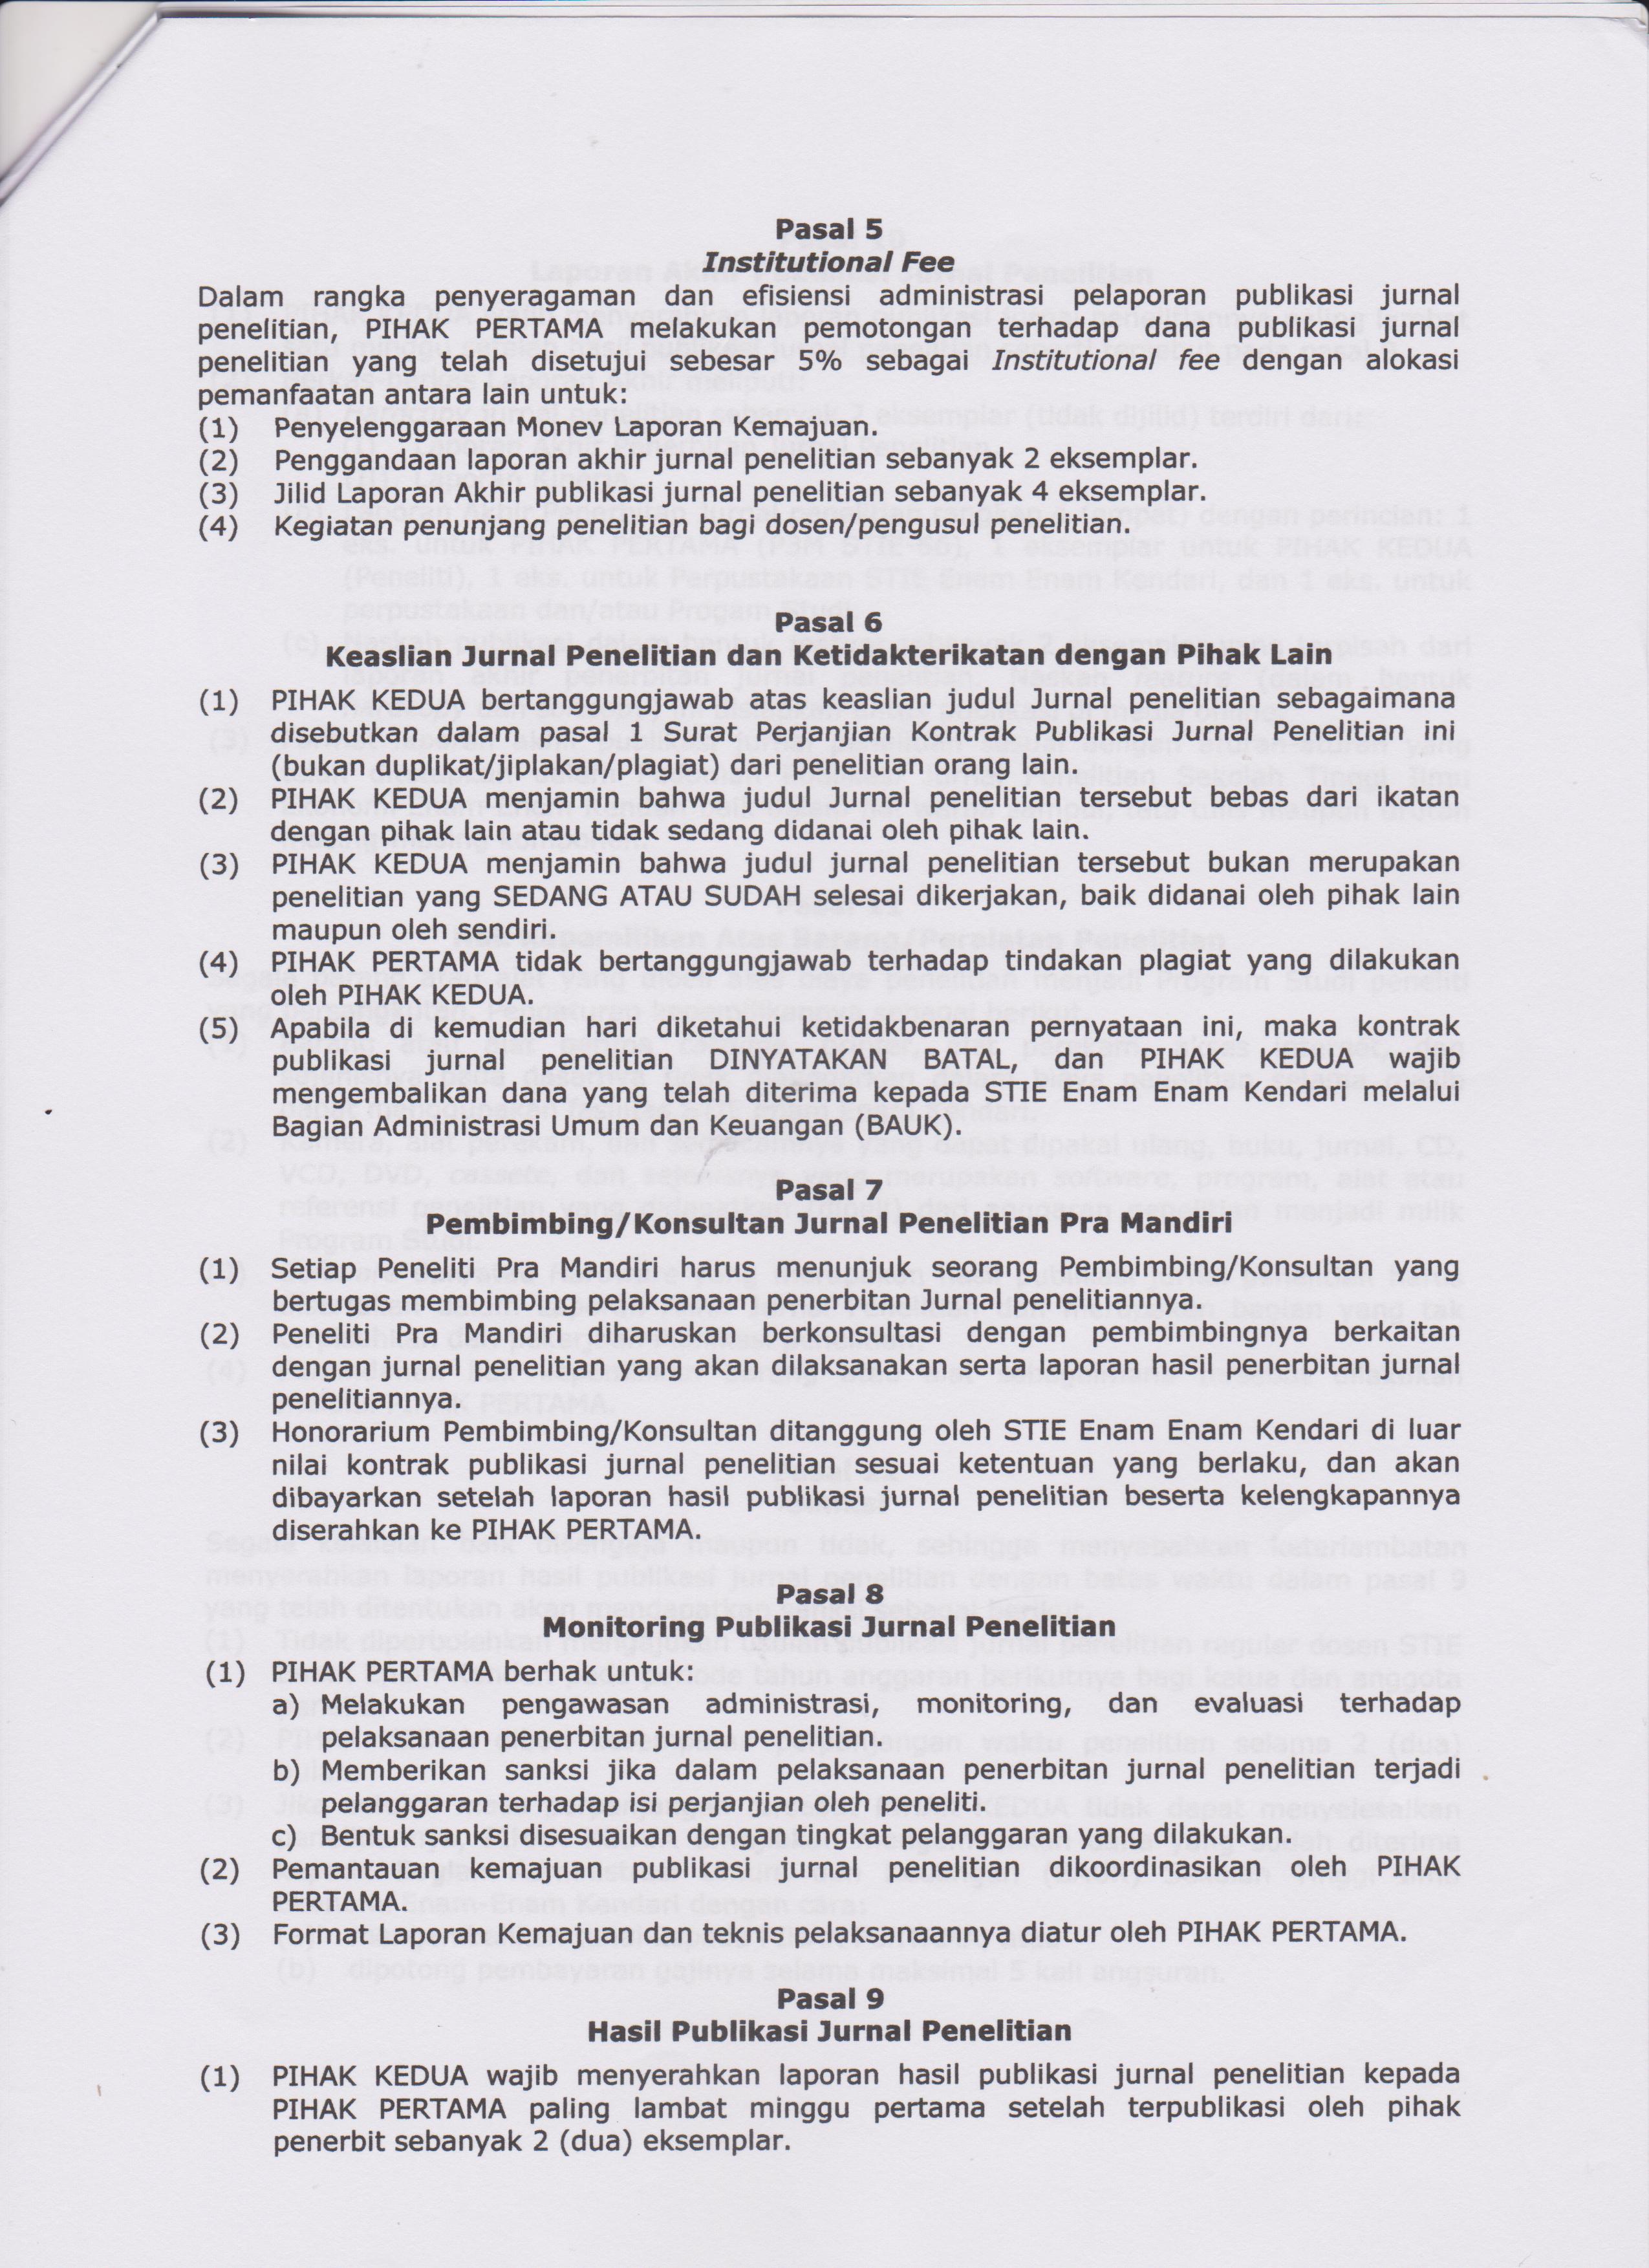 Pasal 5
Institutional Fee
Dalam rangka penyeragaman dan efisiensi administrasi pelaporan publikasi jurnal
penelitian, PIHAK PERTAMA melakukan pemotongan terhadap dana publikasi jurnal
penelitian yang telah disetujui sebesar 5% sebagai Institutional fee dengan alokasi
pemanfaatan antara lain untuk:
(1) Penyelenggaraan Monev Laporan Kemajuan.
(2) Penggandaan laporan akhir jurnal penelitian sebanyak 2 eksemplar.
(3) Jilid Laporan Akhir publikasi jurnal penelitian sebanyak 4 eksemplar.
(4) Kegiatan penunjang penelitian bagi dosen/pengusul penelitian.
Pasal 6
Keaslian Jurnal Penelitian dan Ketidakterikatan dengan Pihak Lain
(1) PIHAK KEDUA bertanggungjawab atas keaslian judul Jurnal penelitian sebagaimana
disebutkan dalam pasal 1 Surat Perjanjian Kontrak Publikasi Jurnal Penelitian ini
(bukan duplikat/jiplakan/plagiat) dari penelitian orang lain.
(2) PIHAK KEDUA menjamin bahwa judul Jurnal penelitian tersebut bebas dari ikatan
dengan pihak lain atau tidak sedang didanai oleh pihak lain.
(3) PIHAK KEDUA menjamin bahwa judul jurnal penelitian tersebut bukan merupakan
penelitian yang SEDANG ATAU SUDAH selesai dikerjakan, baik didanai oleh pihak lain
maupun oleh sendiri.
(4) PIHAK PERTAMA tidak bertanggungjawab terhadap tindakan plagiat yang dilakukan
oleh PIHAK KEDUA.
(5) Apabila di kemudian hari diketahui ketidakbenaran pernyataan ini, maka kontrak
publikasi jurnal penelitian DINYATAKAN BATAL, dan PIHAK KEDUA wajib
mengembalikan dana yang telah diterima kepada STIE Enam Enam Kendari melalui
Bagian Administrasi Umum dan Keuangan (BAUK).
Pasal 7
Pembimbing/Konsultan Jurnal Penelitian Pra Mandiri
(1) Setiap Peneliti Pra Mandiri harus menunjuk seorang Pembimbing/Konsultan yang
bertugas membimbing pelaksanaan penerbitan Jurnal penelitiannya.
(2) Peneliti Pra Mandiri diharuskan berkonsultasi dengan pembimbingnya berkaitan
dengan jurnal penelitian yang akan dilaksanakan serta laporan hasil penerbitan jurnal
penelitiannya.
(3) Honorarium Pembimbing/Konsultan ditanggung oleh STIE Enam Enam Kendari di luar
nilai kontrak publikasi jurnal penelitian sesuai ketentuan yang berlaku, dan akan
dibayarkan setelah laporan hasil publikasi jurnal penelitian beserta kelengkapannya
diserahkan ke PIHAK PERTAMA.
Pasal 8
Monitoring Publikasi Jurnal Penelitian
(1) PIHAK PERTAMA berhak untuk:
a) Melakukan pengawasan administrasi, monitoring, dan evaluasi terhadap
pelaksanaan penerbitan jurnal penelitian.
b) Memberikan sanksi jika dalam pelaksanaan penerbitan jurnal penelitian terjadi
pelanggaran terhadap isi perjanjian oleh peneliti.
c) Bentuk sanksi disesuaikan dengan tingkat pelanggaran yang dilakukan.
(2) Pemantauan kemajuan publikasi jurnal penelitian dikoordinasikan oleh PIHAK
PERTAMA.
(3) Format Laporan Kemajuan dan teknis pelaksanaannya diatur oleh PIHAK PERTAMA.
Pasal 9
Hasil Publikasi Jurnal Penelitian
(1) PIHAK KEDUA wajib menyerahkan laporan hasil publikasi jurnal penelitian kepada
PIHAK PERTAMA paling lambat minggu pertama setelah terpublikasi oleh pihak
penerbit sebanyak 2 (dua) eksemplar.